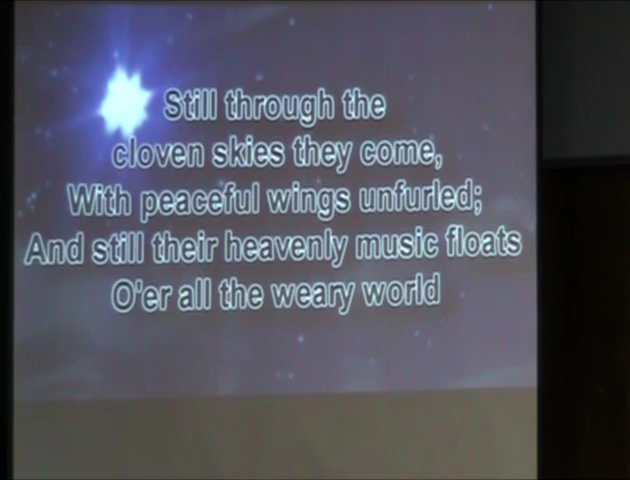 Still through the
cloven skies they come,
With peaceful wings unfurled;
And still their heavenly music floats
O'er all the weary world